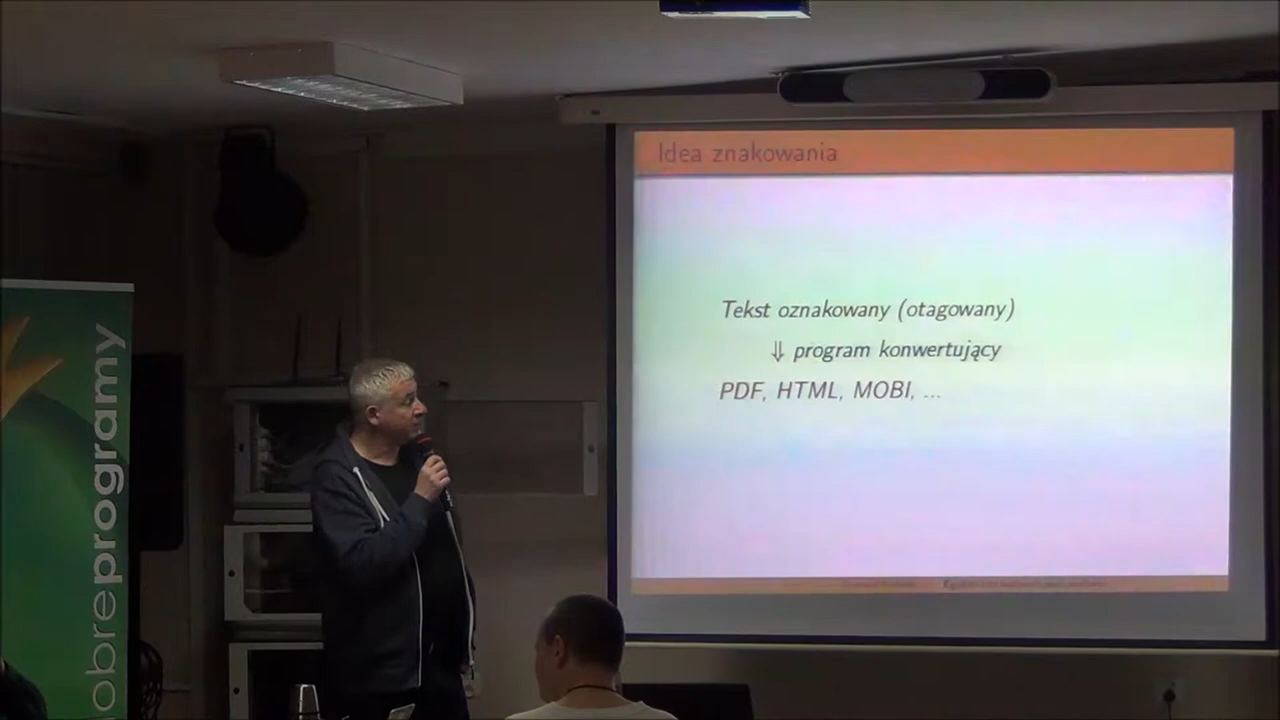 Idea znakowania
Tekst oznakowany (otagowany)
⇓ program konwertujący
PDF, HTML, MOBI, ...
dobreprogramy